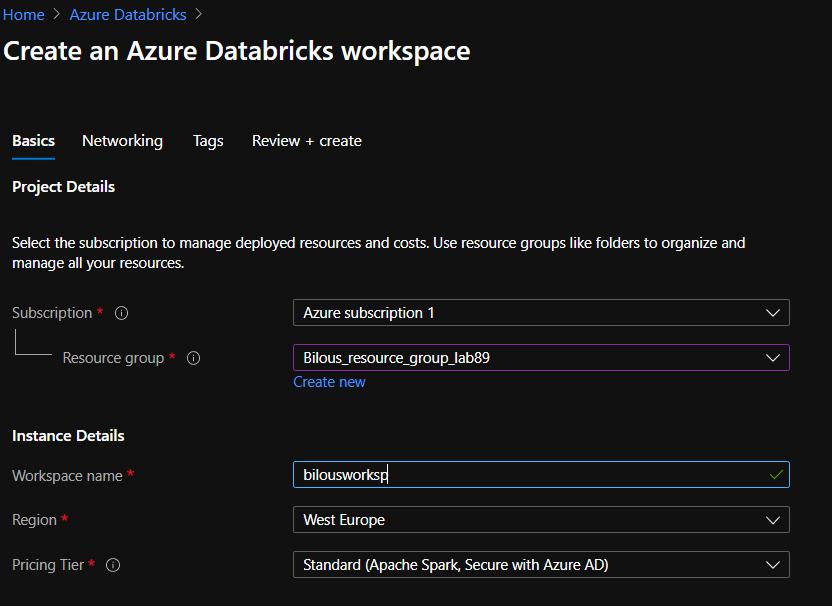 Home > Azure Databricks >
Create an Azure Databricks workspace
Basics Networking Tags Review + create
Project Details
Select the subscription to manage deployed resources and costs. Use resource groups like folders to organize and
manage all your resources.
Subscription * Azure subscription 1
Resource group * Bilous_resource_group_lab89
Create new
Instance Details
Workspace name * bilousworksp
Region * West Europe
Pricing Tier * Standard (Apache Spark, Secure with Azure AD)